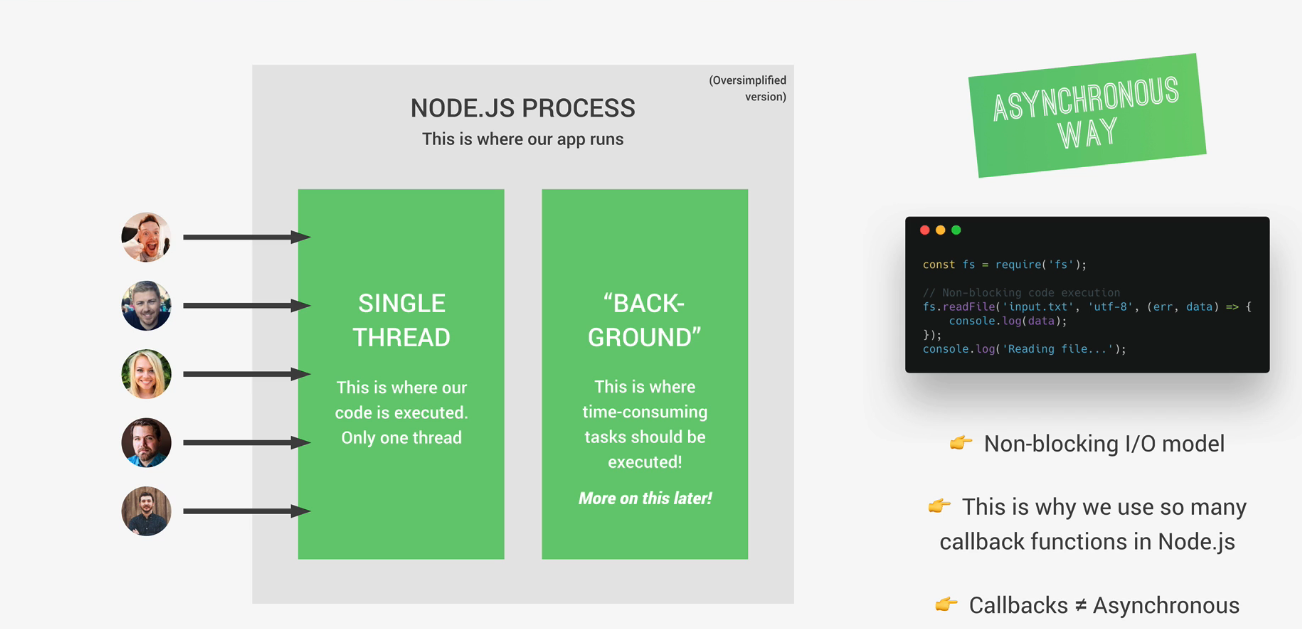 (Oversimplified
version)
NODE.JS PROCESS
This is where our app runs
SINGLE
THREAD
This is where our
code is executed.
Only one thread
“BACK-
GROUND”
This is where
time-consuming
tasks should be
executed!
More on this later!
ASYNCHRONOUS
WAY
const fs = require('fs');
// Non-blocking code execution
fs.readFile('input.txt', 'utf-8', (err, data) => {
    console.log(data);
});
console.log('Reading file...');
👉 Non-blocking I/O model
👉 This is why we use so many
callback functions in Node.js
👉 Callbacks ≠ Asynchronous